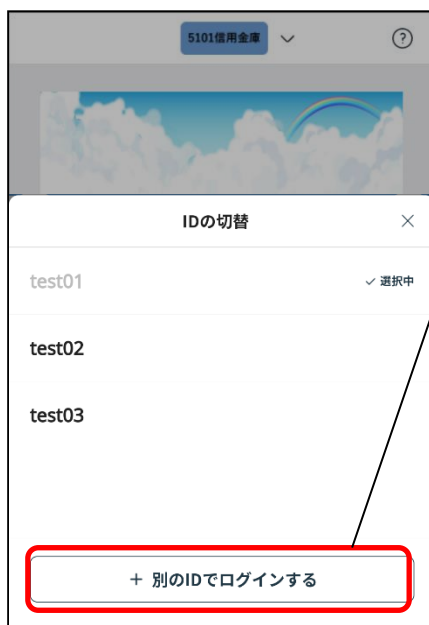 5101信用金庫
IDの切替
test01
選択中
test02
test03
+ 別のIDでログインする